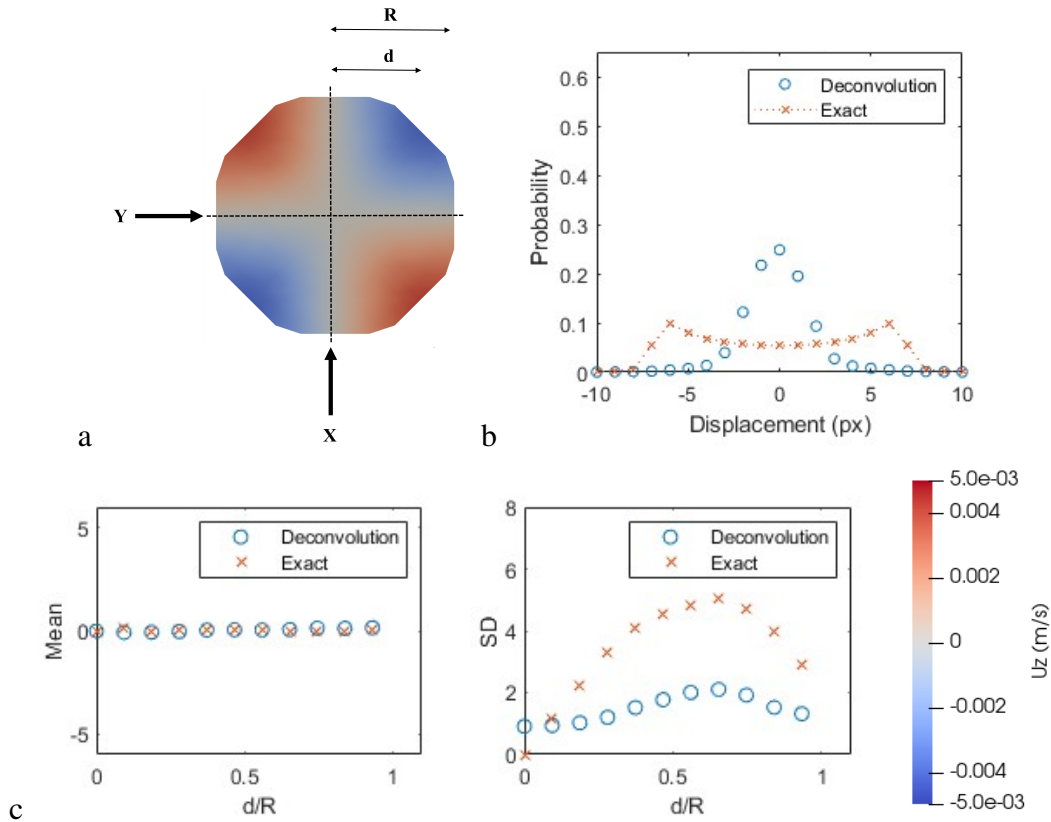 R
d
Y
X
a
Probability
0.6
0.5
0.4
0.3
0.2
0.1
0
-10
-5
0
5
10
Displacement (px)
Deconvolution
Exact
b
Mean
5
0
-5
0
0.5
1
d/R
Deconvolution
Exact
SD
8
6
4
2
0
0
0.5
1
d/R
Deconvolution
Exact
5.0e-03
0.004
0.002
0
-0.002
-0.004
-5.0e-03
Uz (m/s)
c